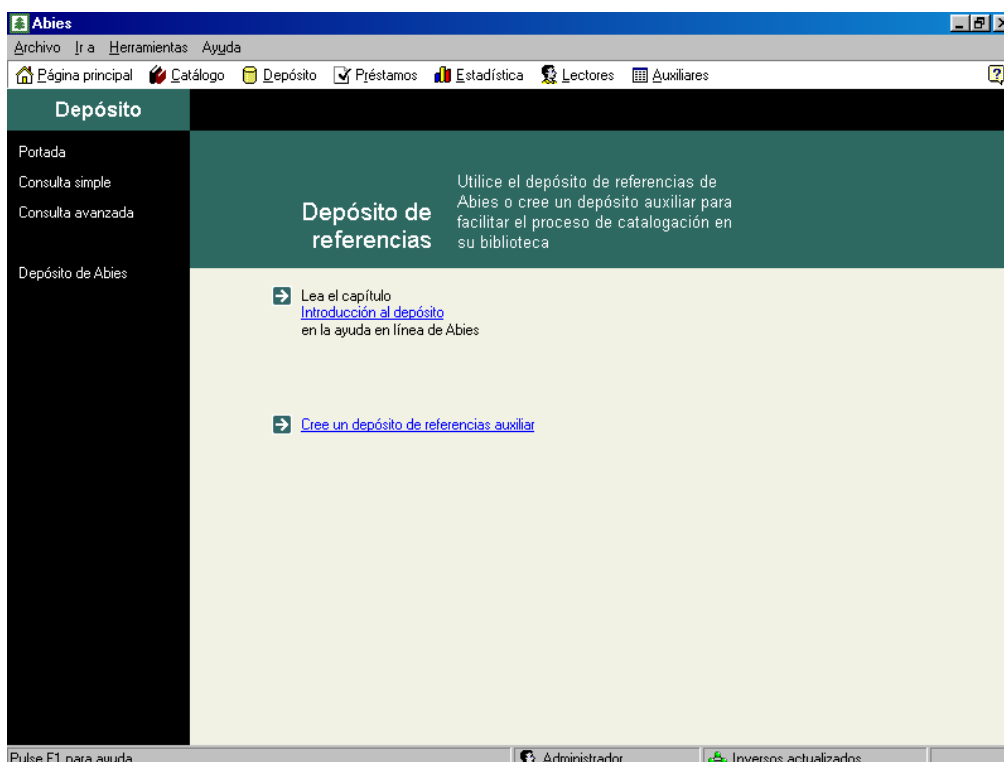 Abies
Archivo Ir a Herramientas Ayuda
Página principal Catálogo Depósito Préstamos Estadística Lectores Auxiliares
Depósito
Portada
Consulta simple
Consulta avanzada
Depósito de Abies
Depósito de
referencias
Utilice el depósito de referencias de
Abies o cree un depósito auxiliar para
facilitar el proceso de catalogación en
su biblioteca
Lea el capítulo
Introducción al depósito
en la ayuda en línea de Abies
Cree un depósito de referencias auxiliar
Pulse F1 para ayuda Administrador Inversos actualizados